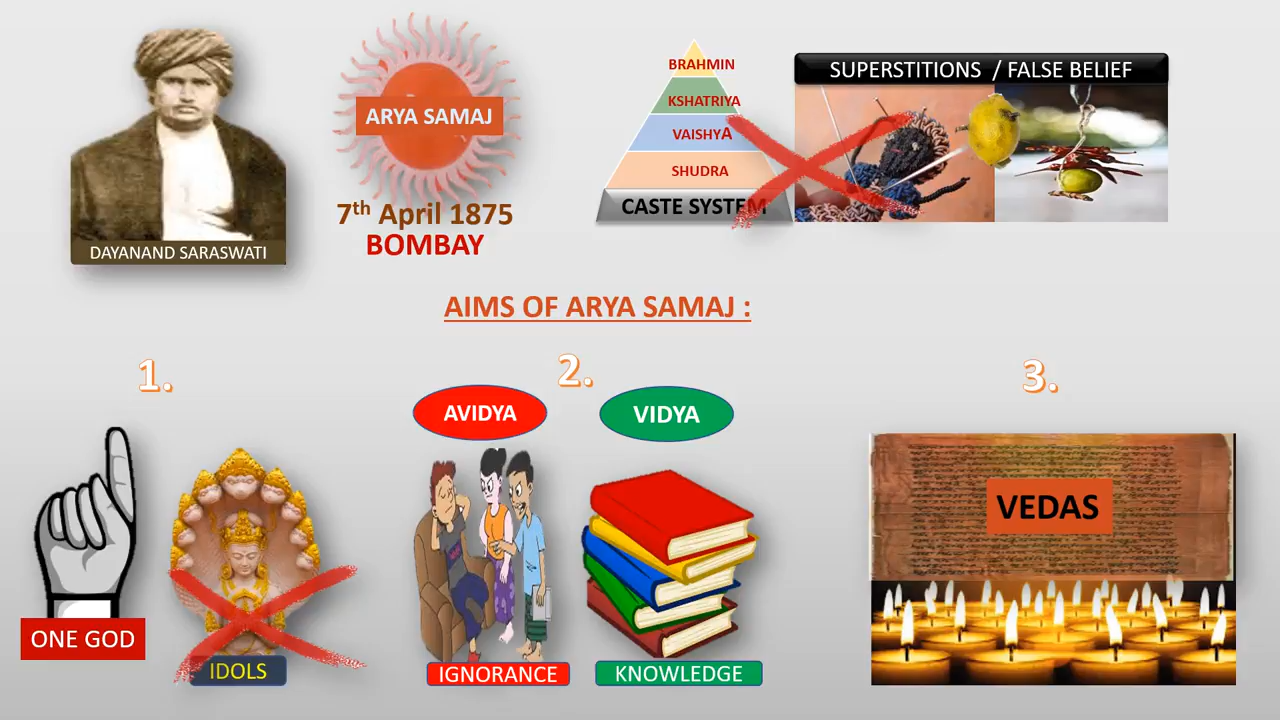 DAYANAND SARASWATI
ARYA SAMAJ
7th April 1875
BOMBAY
BRAHMIN
KSHATRIYA
VAISHYA
SHUDRA
CASTE SYSTEM
SUPERSTITIONS / FALSE BELIEF
AIMS OF ARYA SAMAJ :
1.
ONE GOD
IDOLS
2.
AVIDYA
VIDYA
IGNORANCE
KNOWLEDGE
3.
VEDAS